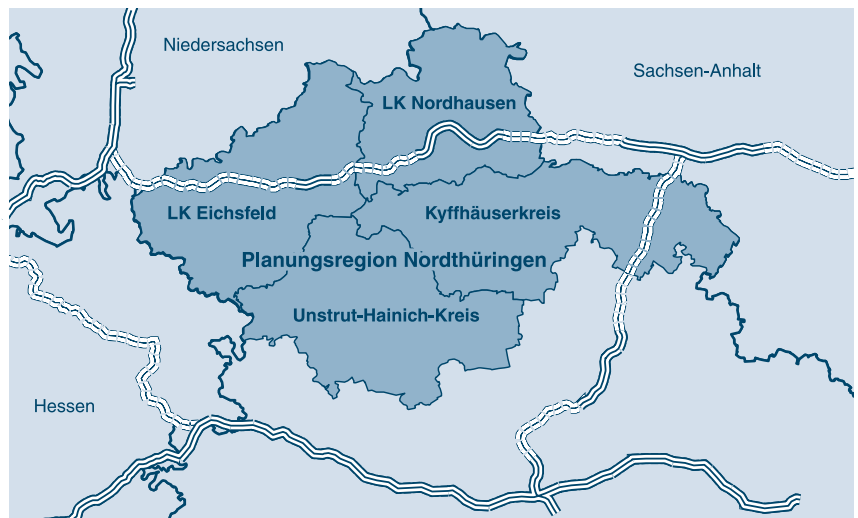 Niedersachsen
Sachsen-Anhalt
LK Nordhausen
LK Eichsfeld
Kyffhäuserkreis
Planungsregion Nordthüringen
Unstrut-Hainich-Kreis
Hessen